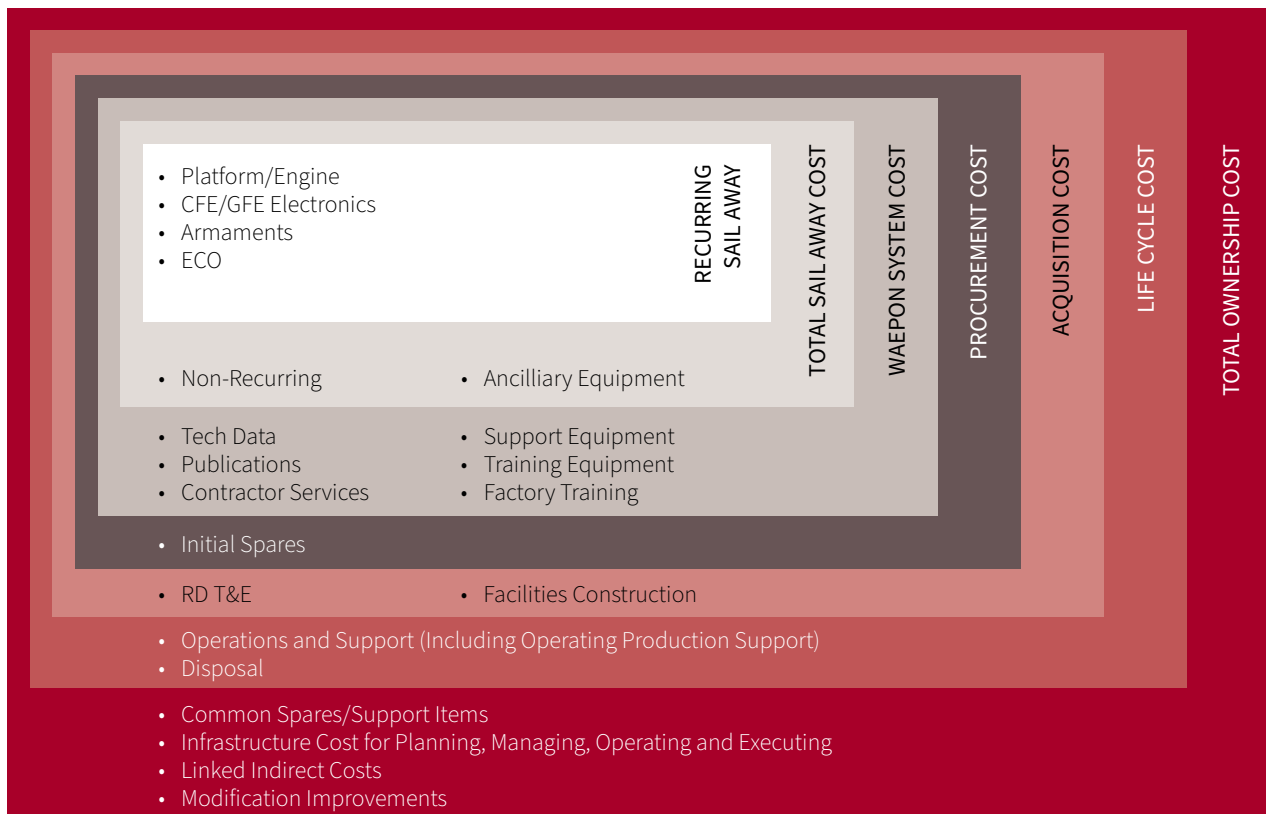 • Platform/Engine
• CFE/GFE Electronics
• Armaments
• ECO
RECURRING
SAIL AWAY
• Non-Recurring
• Ancilliary Equipment
TOTAL SAIL AWAY COST
• Tech Data
• Publications
• Contractor Services
• Support Equipment
• Training Equipment
• Factory Training
WAEPON SYSTEM COST
• Initial Spares
PROCUREMENT COST
• RD T&E
• Facilities Construction
ACQUISITION COST
• Operations and Support (Including Operating Production Support)
• Disposal
LIFE CYCLE COST
• Common Spares/Support Items
• Infrastructure Cost for Planning, Managing, Operating and Executing
• Linked Indirect Costs
• Modification Improvements
TOTAL OWNERSHIP COST